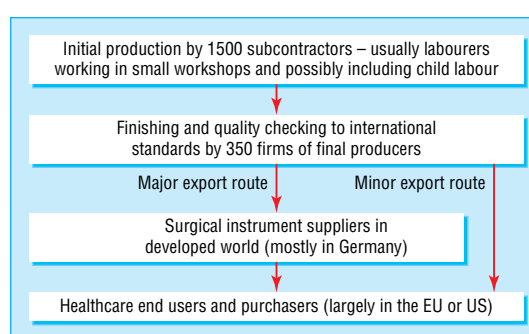 Initial production by 1500 subcontractors – usually labourers
working in small workshops and possibly including child labour
Finishing and quality checking to international
standards by 350 firms of final producers
Major export route
Minor export route
Surgical instrument suppliers in
developed world (mostly in Germany)
Healthcare end users and purchasers (largely in the EU or US)